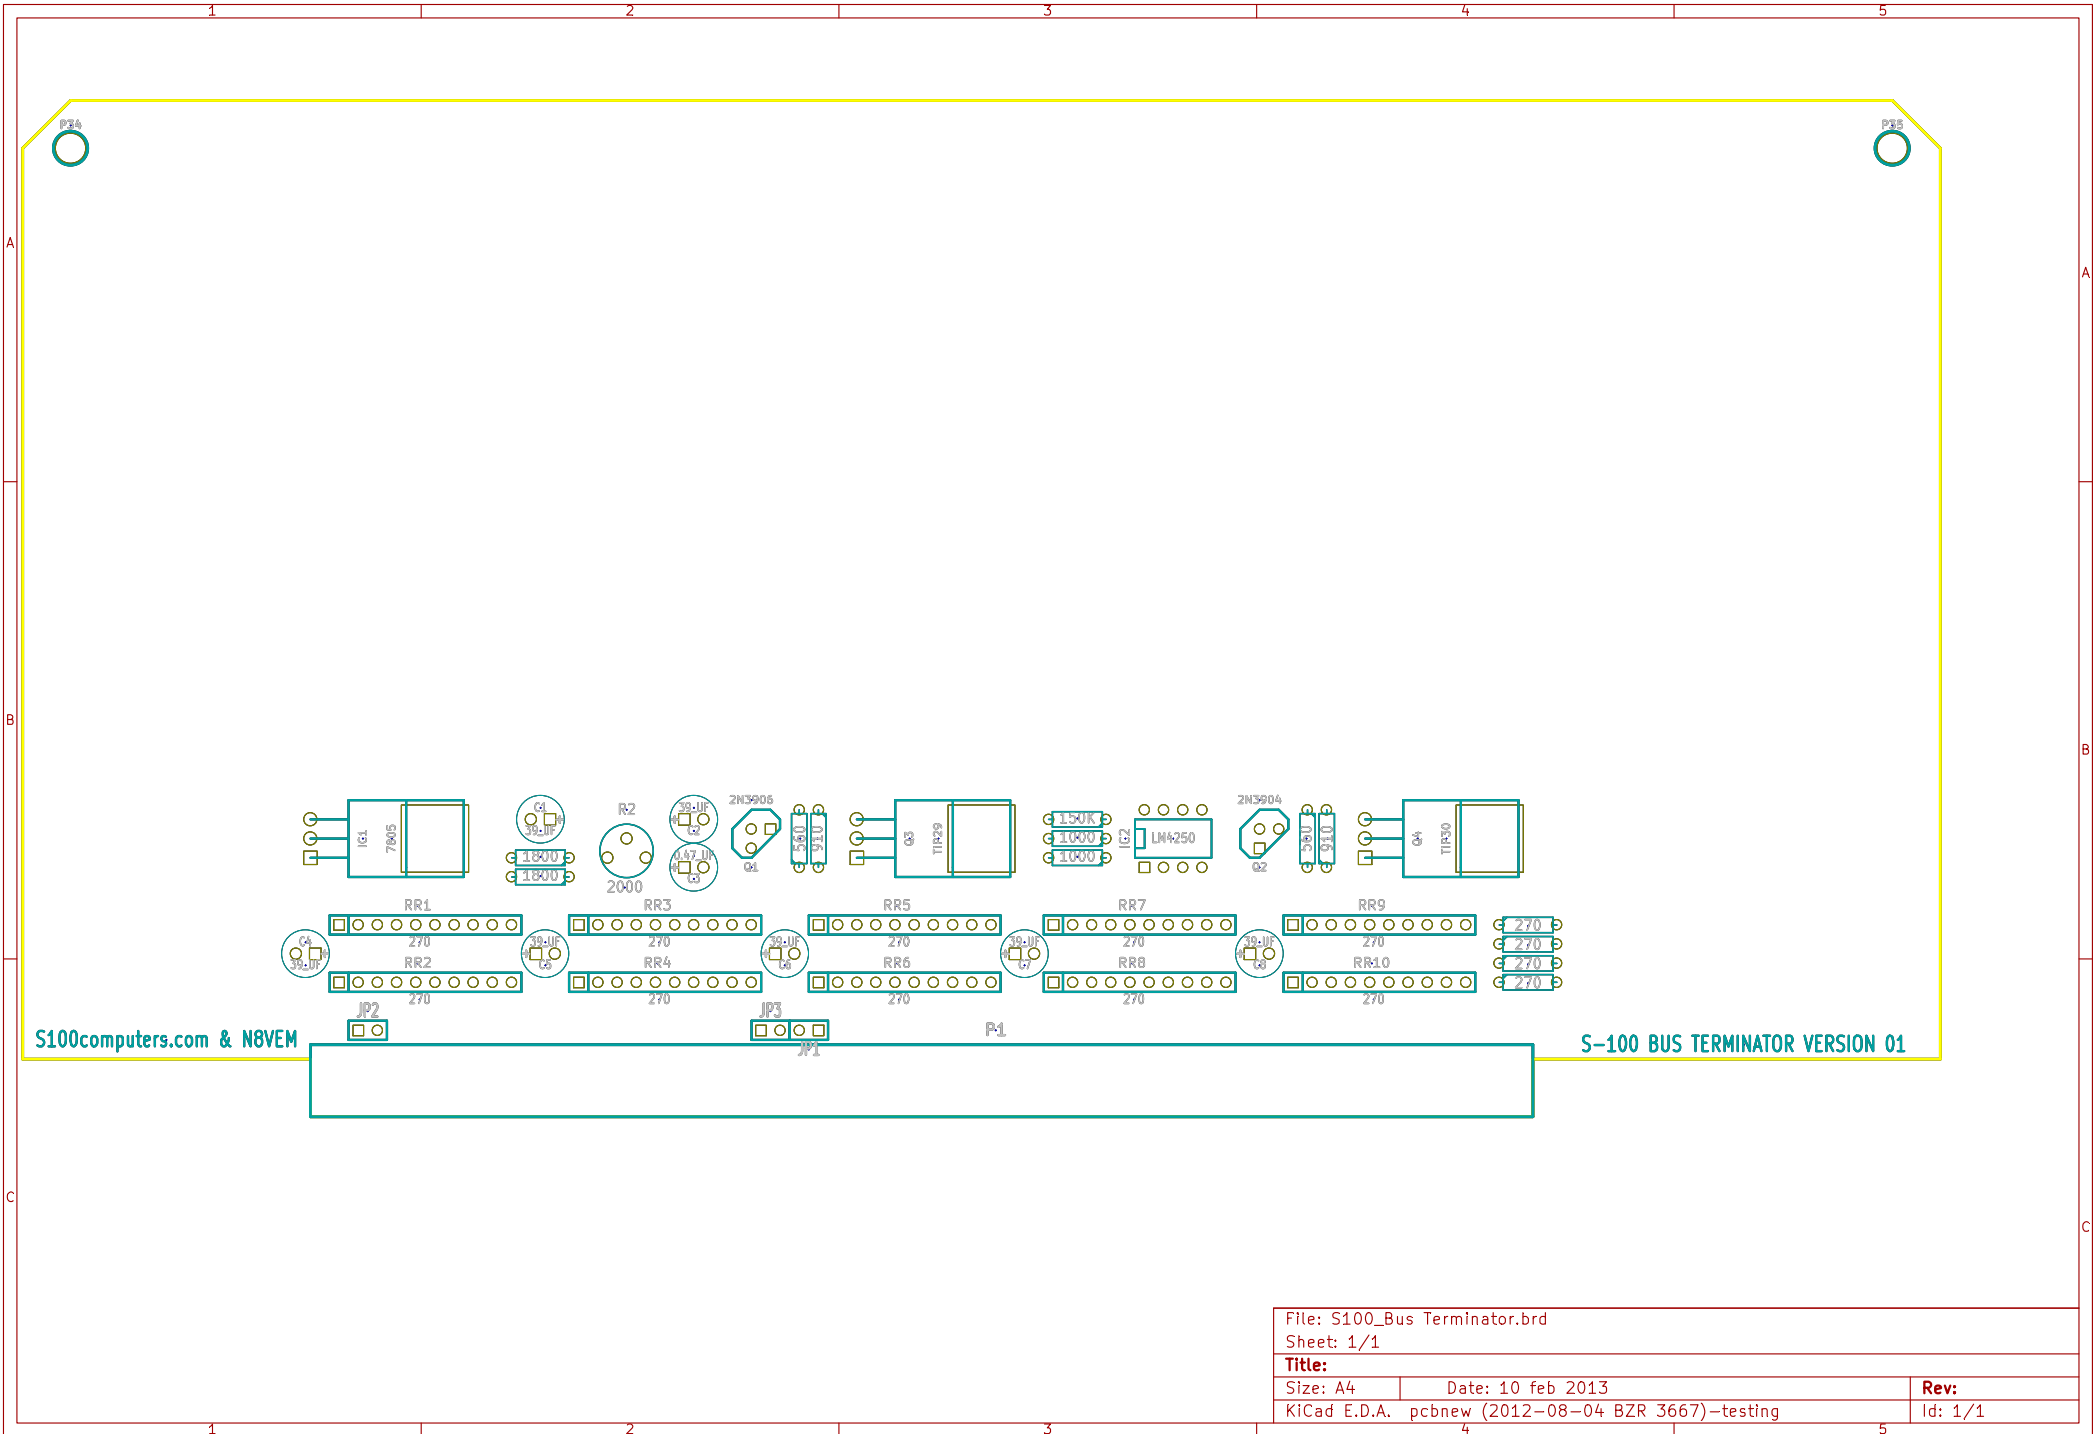 1 2 3 4 5
P34 P35
A A
B B
2N3906 2N3904
C1 39_UF
R2
39_UF C2
IC1 7805
560 910
Q3 TIP29
150K
1000
1000
IC2 LM4250
560 910
Q4 TIP30
1800
1800
0.47_UF C3
Q1 Q2
2000
RR1 RR3 RR5 RR7 RR9
270 270 270 270 270
270
270
270
270
C4 39_UF
39_UF C5
39_UF C6
39_UF C7
39_UF C8
RR2 RR4 RR6 RR8 RR10
270 270 270 270 270
JP2 JP3 P1
JP1
S100computers.com & N8VEM
S-100 BUS TERMINATOR VERSION 01
C C
File: S100_Bus Terminator.brd
Sheet: 1/1
Title:
Size: A4 Date: 10 feb 2013 Rev:
KiCad E.D.A. pcbnew (2012-08-04 BZR 3667)-testing Id: 1/1
1 2 3 4 5